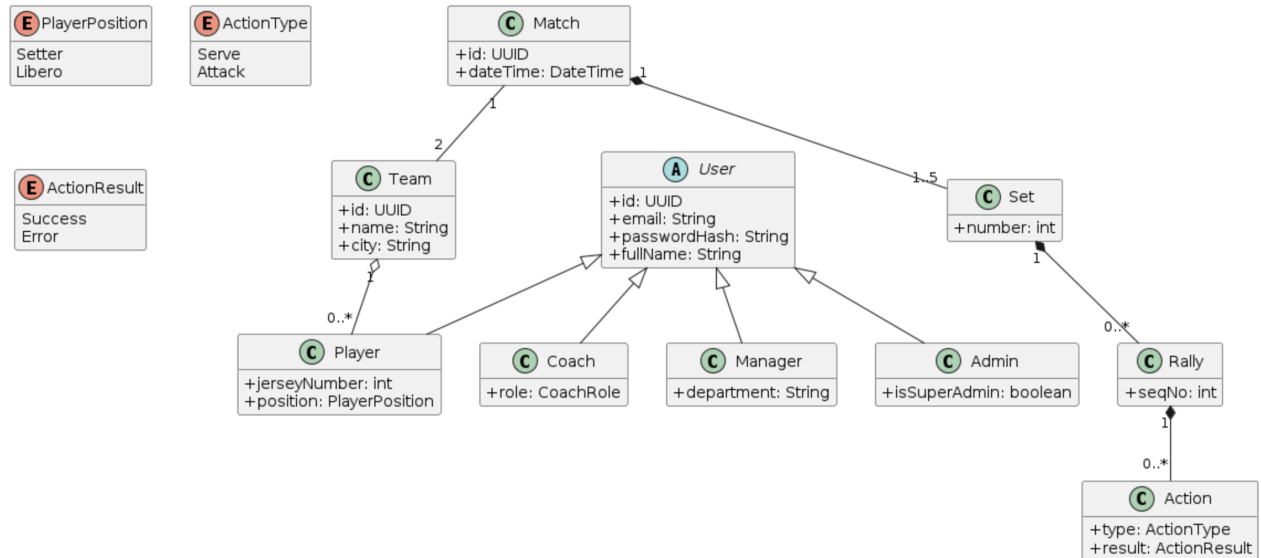 E PlayerPosition
Setter
Libero
E ActionType
Serve
Attack
C Match
+id: UUID
+dateTime: DateTime
1
2
1
1..5
E ActionResult
Success
Error
C Team
+id: UUID
+name: String
+city: String
1
0..*
A User
+id: UUID
+email: String
+passwordHash: String
+fullName: String
C Set
+number: int
1
0..*
C Player
+jerseyNumber: int
+position: PlayerPosition
C Coach
+role: CoachRole
C Manager
+department: String
C Admin
+isSuperAdmin: boolean
C Rally
+seqNo: int
1
0..*
C Action
+type: ActionType
+result: ActionResult